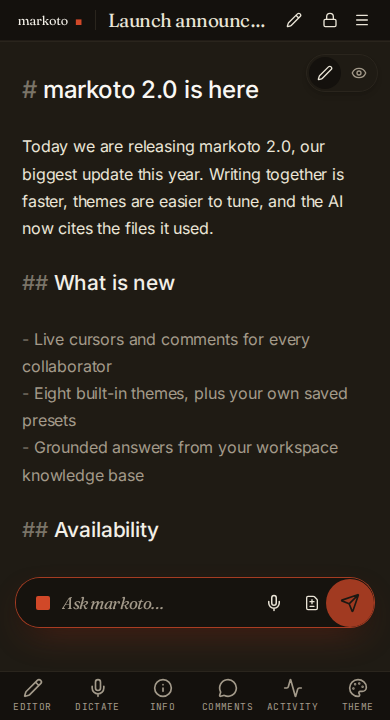 markoto
Launch announc...
# markoto 2.0 is here
Today we are releasing markoto 2.0, our
biggest update this year. Writing together is
faster, themes are easier to tune, and the AI
now cites the files it used.
## What is new
- Live cursors and comments for every
collaborator
- Eight built-in themes, plus your own saved
presets
- Grounded answers from your workspace
knowledge base
## Availability
Ask markoto...
EDITOR DICTATE INFO COMMENTS ACTIVITY THEME